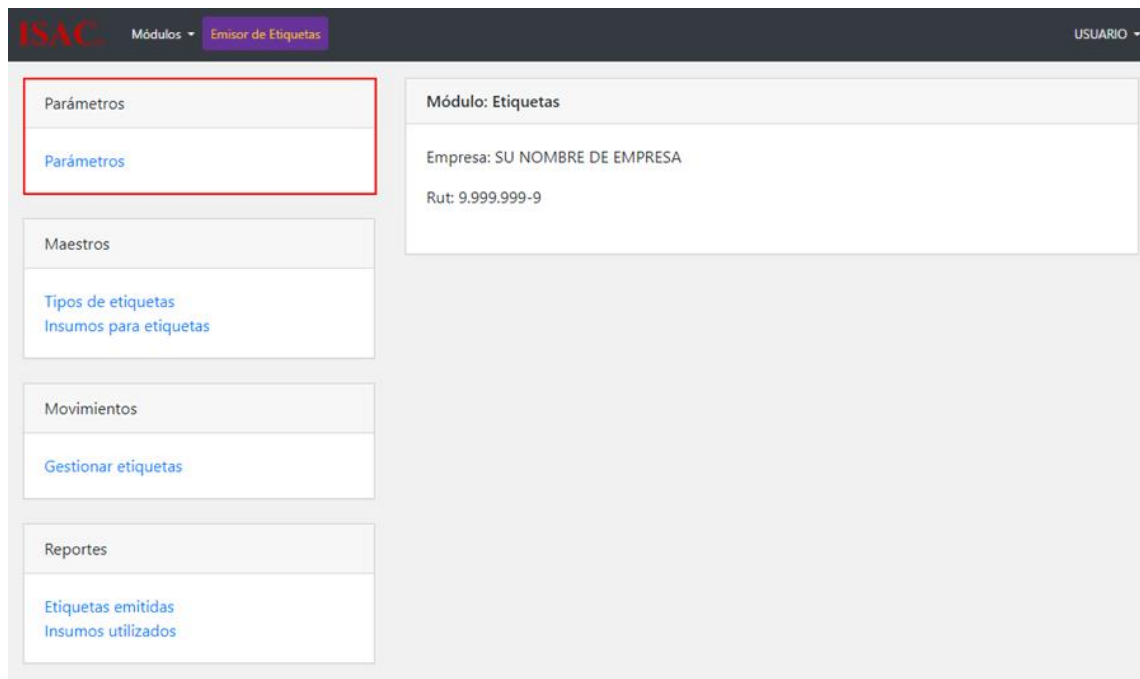 ISAC.
Módulos
Emisor de Etiquetas
USUARIO
Parámetros
Parámetros
Maestros
Tipos de etiquetas
Insumos para etiquetas
Movimientos
Gestionar etiquetas
Reportes
Etiquetas emitidas
Insumos utilizados
Módulo: Etiquetas
Empresa: SU NOMBRE DE EMPRESA
Rut: 9.999.999-9